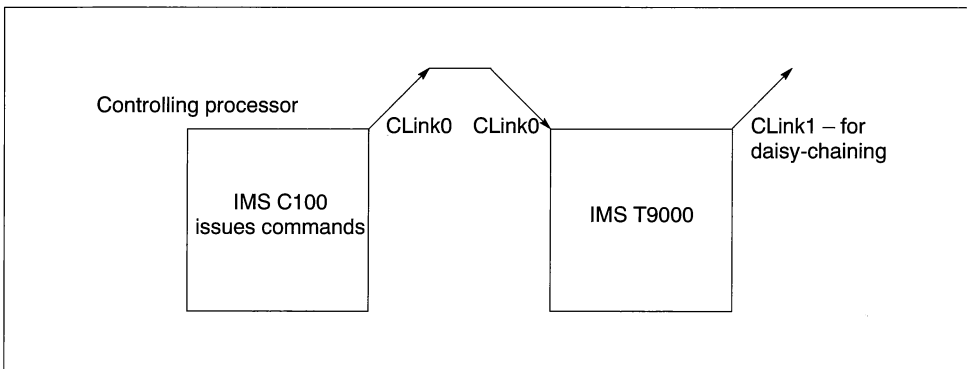 Controlling processor
CLink0
CLink0
CLink1 – for
daisy-chaining
IMS C100
issues commands
IMS T9000